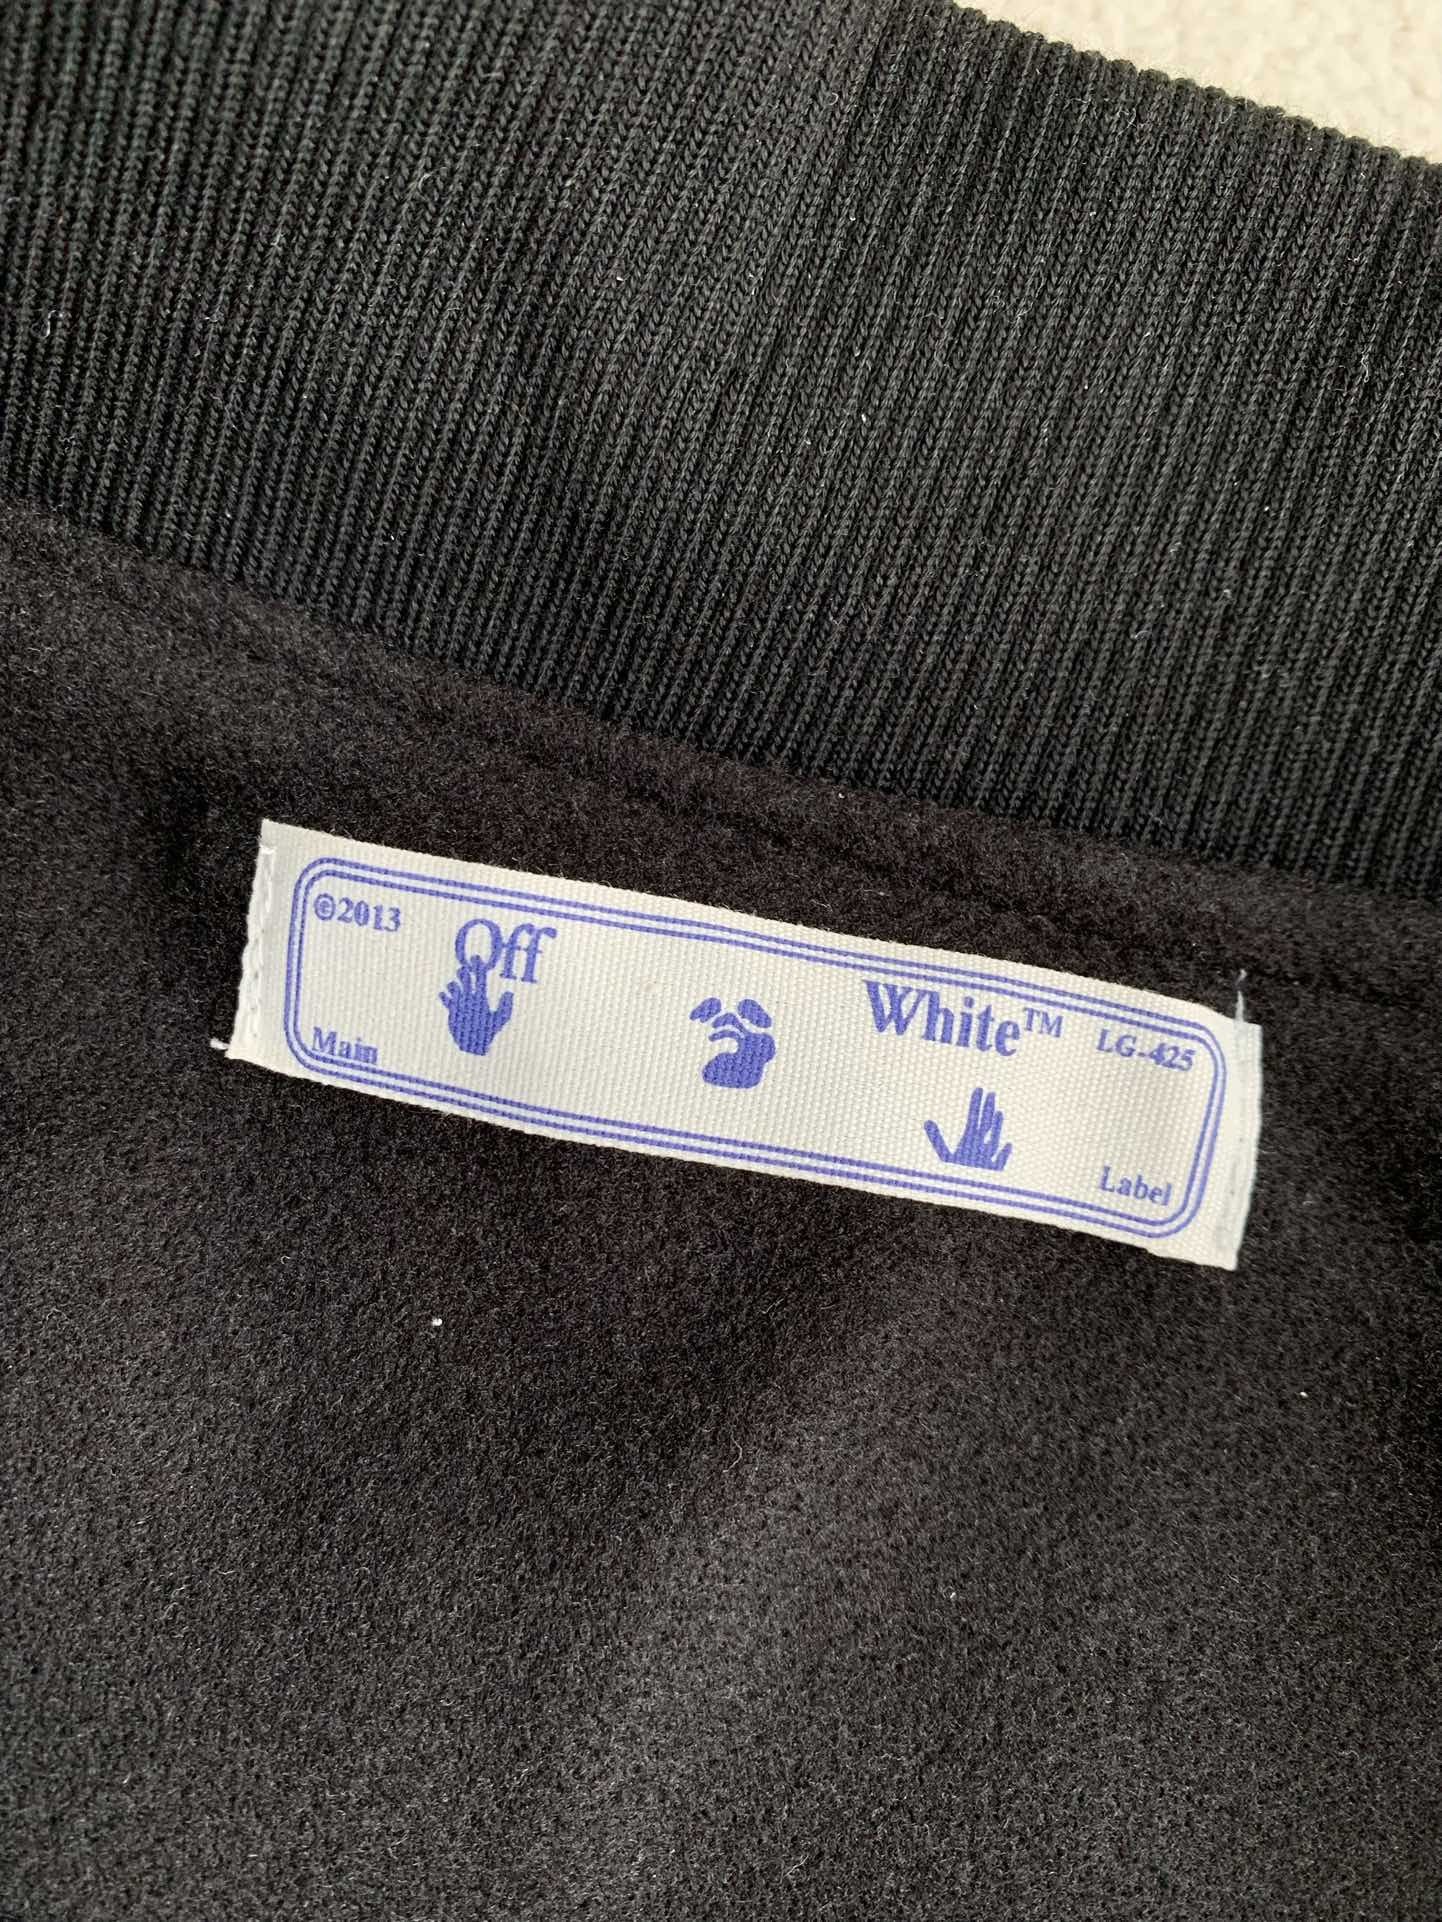 ©2013
Off
White™
LG-425
Main
Label